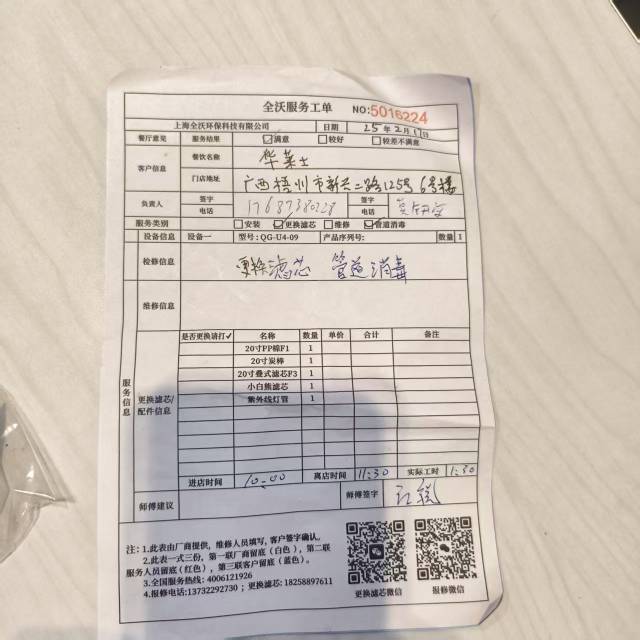 全沃服务工单 NO:5016224
上海全沃环保科技有限公司 日期 25年2月17日
餐厅意见 服务结果 ☑满意 □较好 □较差不满意
客户信息 餐饮名称 华莱士
门店地址 广西梧州市新兴二路125号6号楼
负责人 签字 电话 签字 电话
服务类别 □安装 ☑更换滤芯 □维修 ☑管道消毒
设备信息 设备一 型号:QG-U4-09 产品序列号: 数量 1
检修信息 更换滤芯 管道消毒
维修信息
服务信息
更换滤芯/配件信息
是否更换请打✓ 名称 数量 单价 合计 备注
20寸PP棉F1 1
20寸炭棒 1
20寸叠式滤芯P3 1
小白熊滤芯 1
紫外线灯管 1
进店时间 10:00 离店时间 11:30 实际工时 1:30
师傅建议 师傅签字
注:1.此表由厂商提供,维修人员填写,客户签字确认。
2.此表一式三份,第一联厂商留底(白色),第二联
服务人员留底(红色),第三联客户留底(蓝色)。
3.全国服务热线:4006121926
4.报修电话:13732292730;更换滤芯:18258897611
更换滤芯微信 报修微信